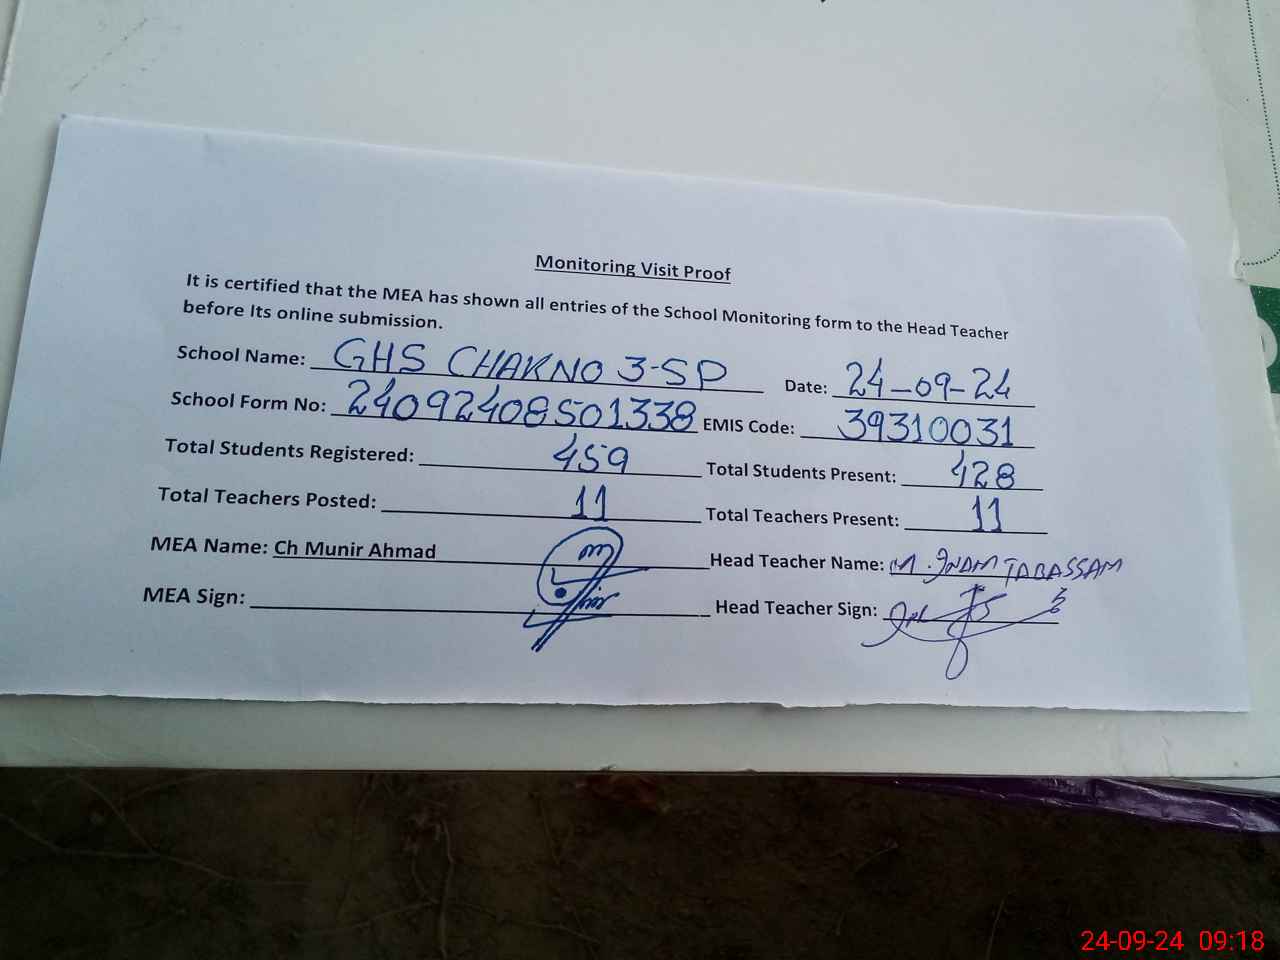 Monitoring Visit Proof
It is certified that the MEA has shown all entries of the School Monitoring form to the Head Teacher
before Its online submission.
School Name: GHS CHAKNO 3-SP Date: 24-09-24
School Form No: 24092408501338 EMIS Code: 39310031
Total Students Registered: 459 Total Students Present: 428
Total Teachers Posted: 11 Total Teachers Present: 11
MEA Name: Ch Munir Ahmad Head Teacher Name: M. INAM TABASSAM
MEA Sign: Head Teacher Sign:
24-09-24 09:18